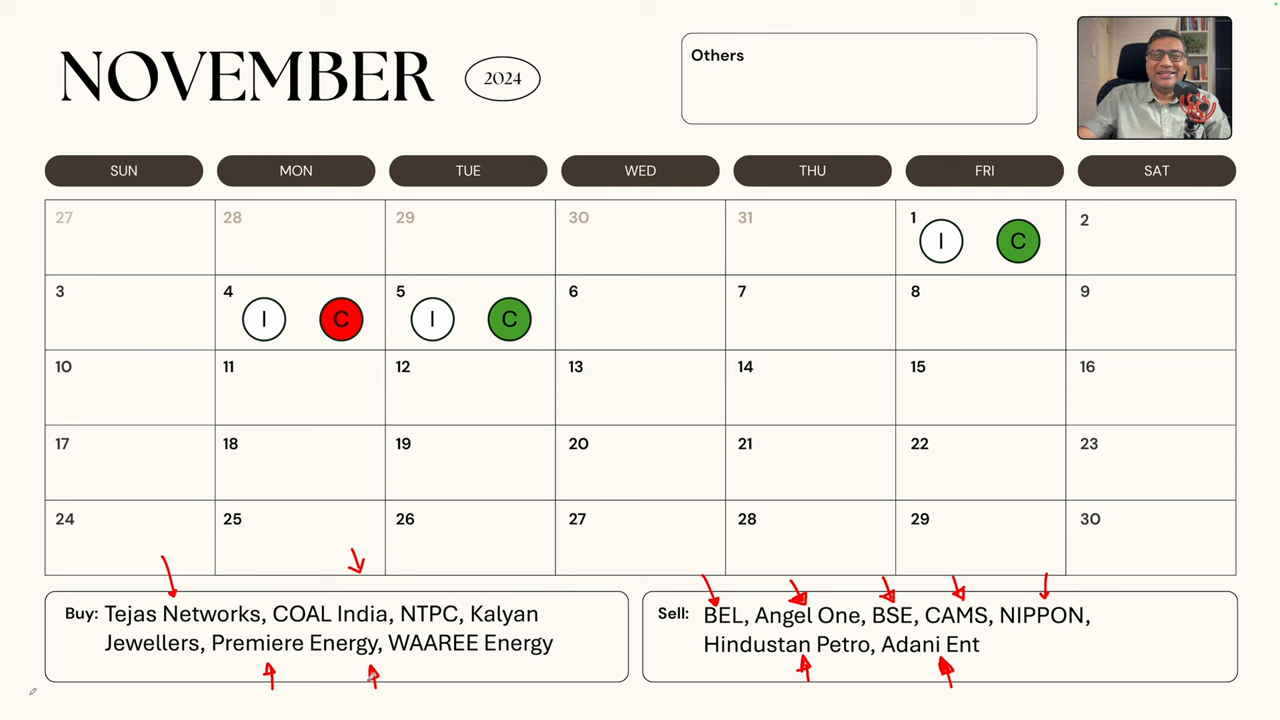 NOVEMBER 2024
Others
SUN MON TUE WED THU FRI SAT
27 28 29 30 31 1 I C 2
3 4 I C 5 I C 6 7 8 9
10 11 12 13 14 15 16
17 18 19 20 21 22 23
24 25 26 27 28 29 30
Buy: Tejas Networks, COAL India, NTPC, Kalyan
Jewellers, Premiere Energy, WAAREE Energy
Sell: BEL, Angel One, BSE, CAMS, NIPPON,
Hindustan Petro, Adani Ent